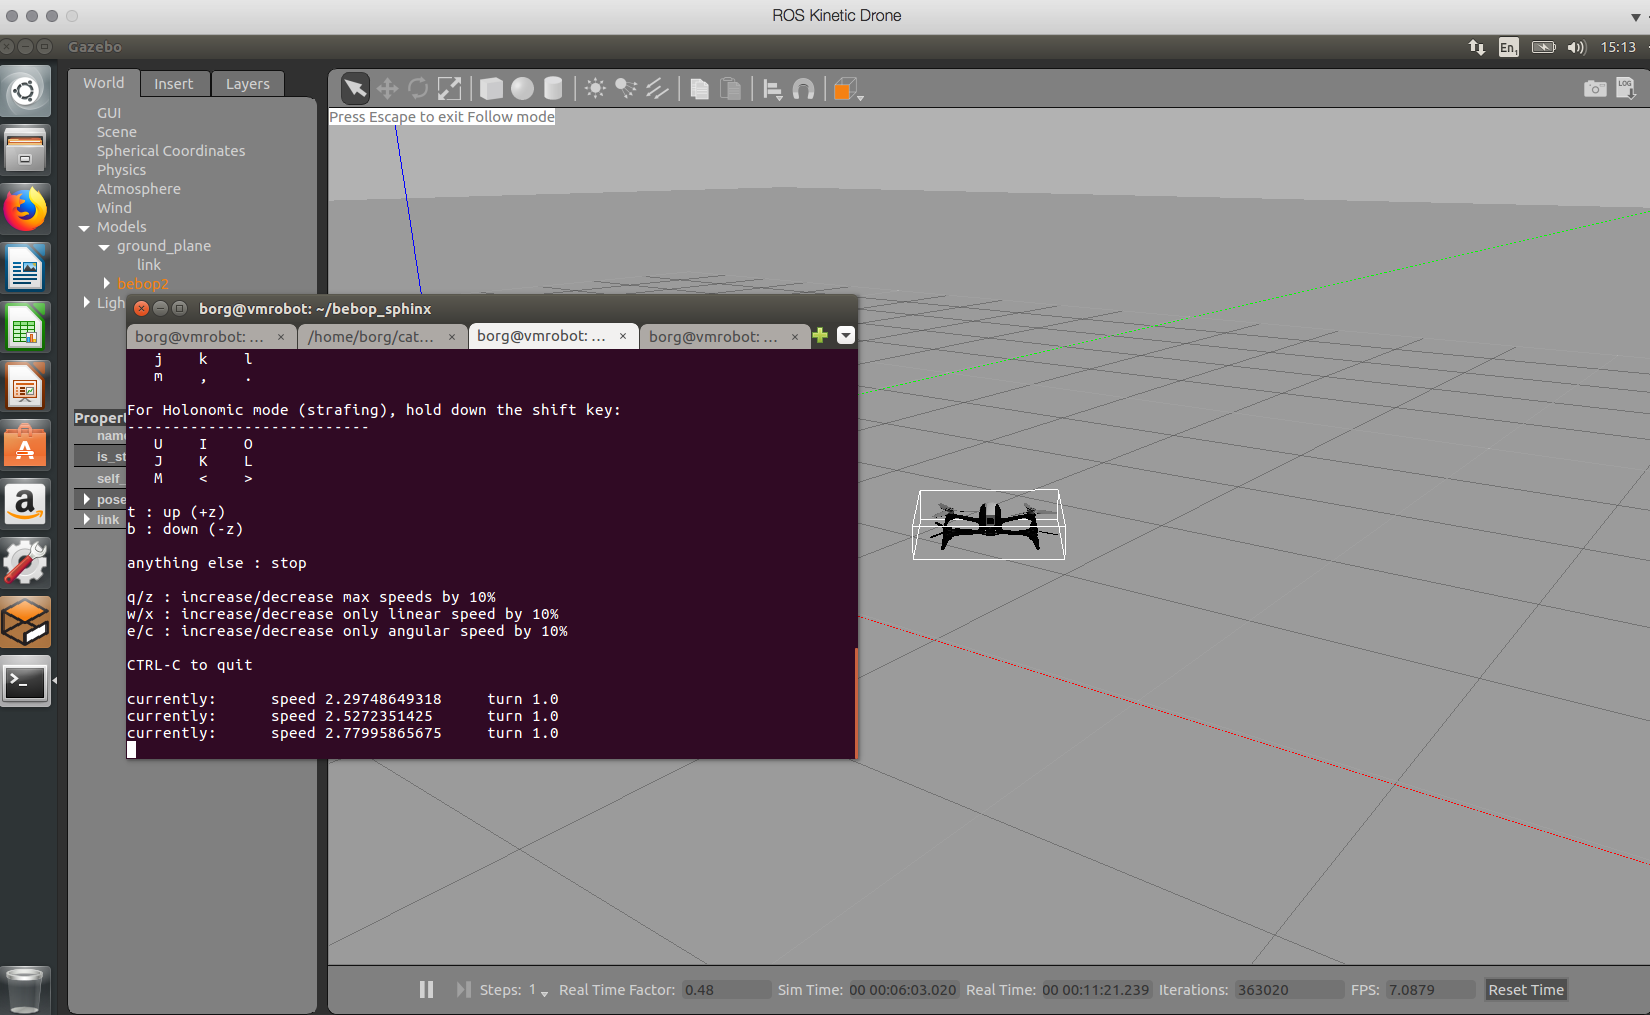 ROS Kinetic Drone
Gazebo
En1
15:13
World Insert Layers
GUI
Scene
Spherical Coordinates
Physics
Atmosphere
Wind
Models
ground_plane
link
bebop2
Ligh
Propert
name
is_st
self_
pose
link
LOG
Press Escape to exit Follow mode
borg@vmrobot: ~/bebop_sphinx
borg@vmrobot: ... × /home/borg/cat... × borg@vmrobot: ... × borg@vmrobot: ... ×
j k l
m , .
For Holonomic mode (strafing), hold down the shift key:
---------------------------
U I O
J K L
M < >
t : up (+z)
b : down (-z)
anything else : stop
q/z : increase/decrease max speeds by 10%
w/x : increase/decrease only linear speed by 10%
e/c : increase/decrease only angular speed by 10%
CTRL-C to quit
currently: speed 2.29748649318 turn 1.0
currently: speed 2.5272351425 turn 1.0
currently: speed 2.77995865675 turn 1.0
Steps: 1 Real Time Factor: 0.48 Sim Time: 00 00:06:03.020 Real Time: 00 00:11:21.239 Iterations: 363020 FPS: 7.0879 Reset Time